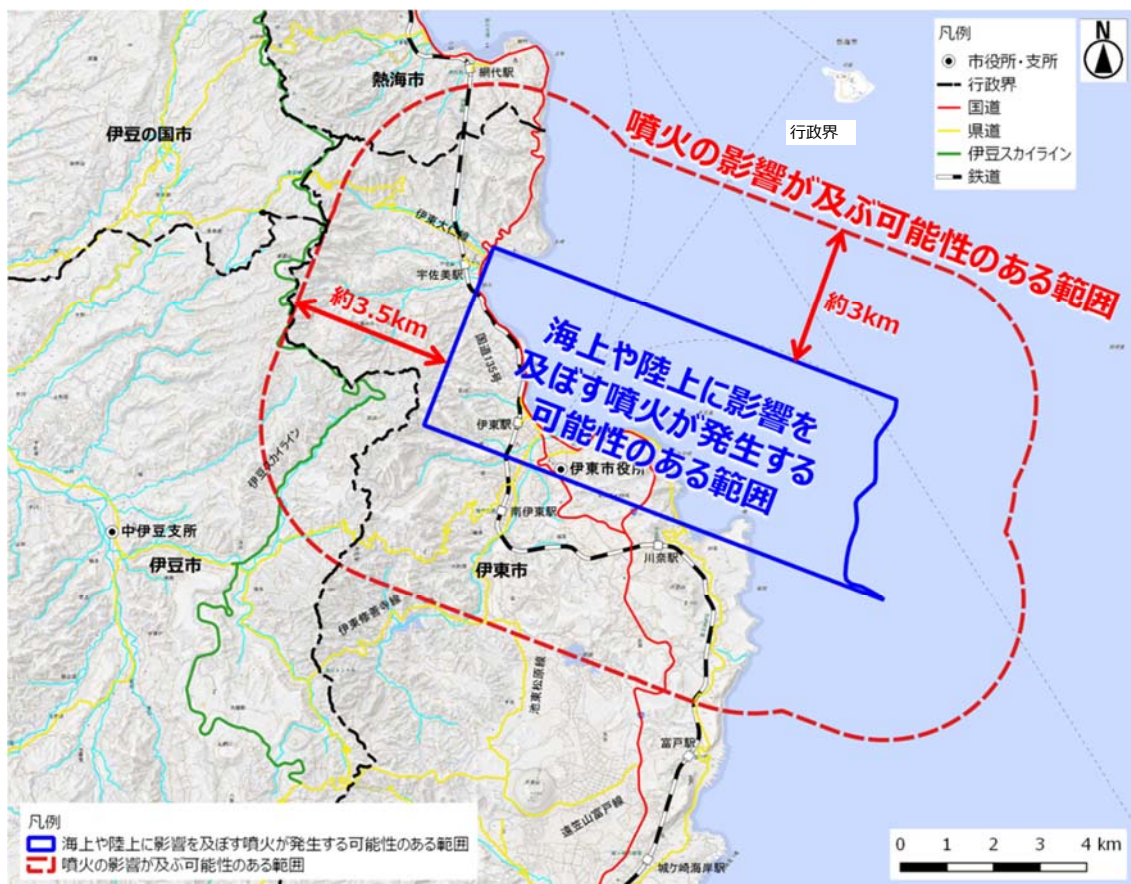 凡例
市役所・支所
行政界
国道
県道
伊豆スカイライン
鉄道
N
行政界
熱海市
網代駅
伊豆の国市
噴火の影響が及ぶ可能性のある範囲
伊東大仁線
宇佐美駅
約3.5km
約3km
国道135号
海上や陸上に影響を
及ぼす噴火が発生する
可能性のある範囲
伊東駅
伊東市役所
伊豆スカイライン
南伊東駅
中伊豆支所
伊豆市
伊東市
川奈駅
伊東修善寺線
池東松原線
富戸駅
遠笠山富戸線
城ケ崎海岸駅
凡例
海上や陸上に影響を及ぼす噴火が発生する可能性のある範囲
噴火の影響が及ぶ可能性のある範囲
0 1 2 3 4 km